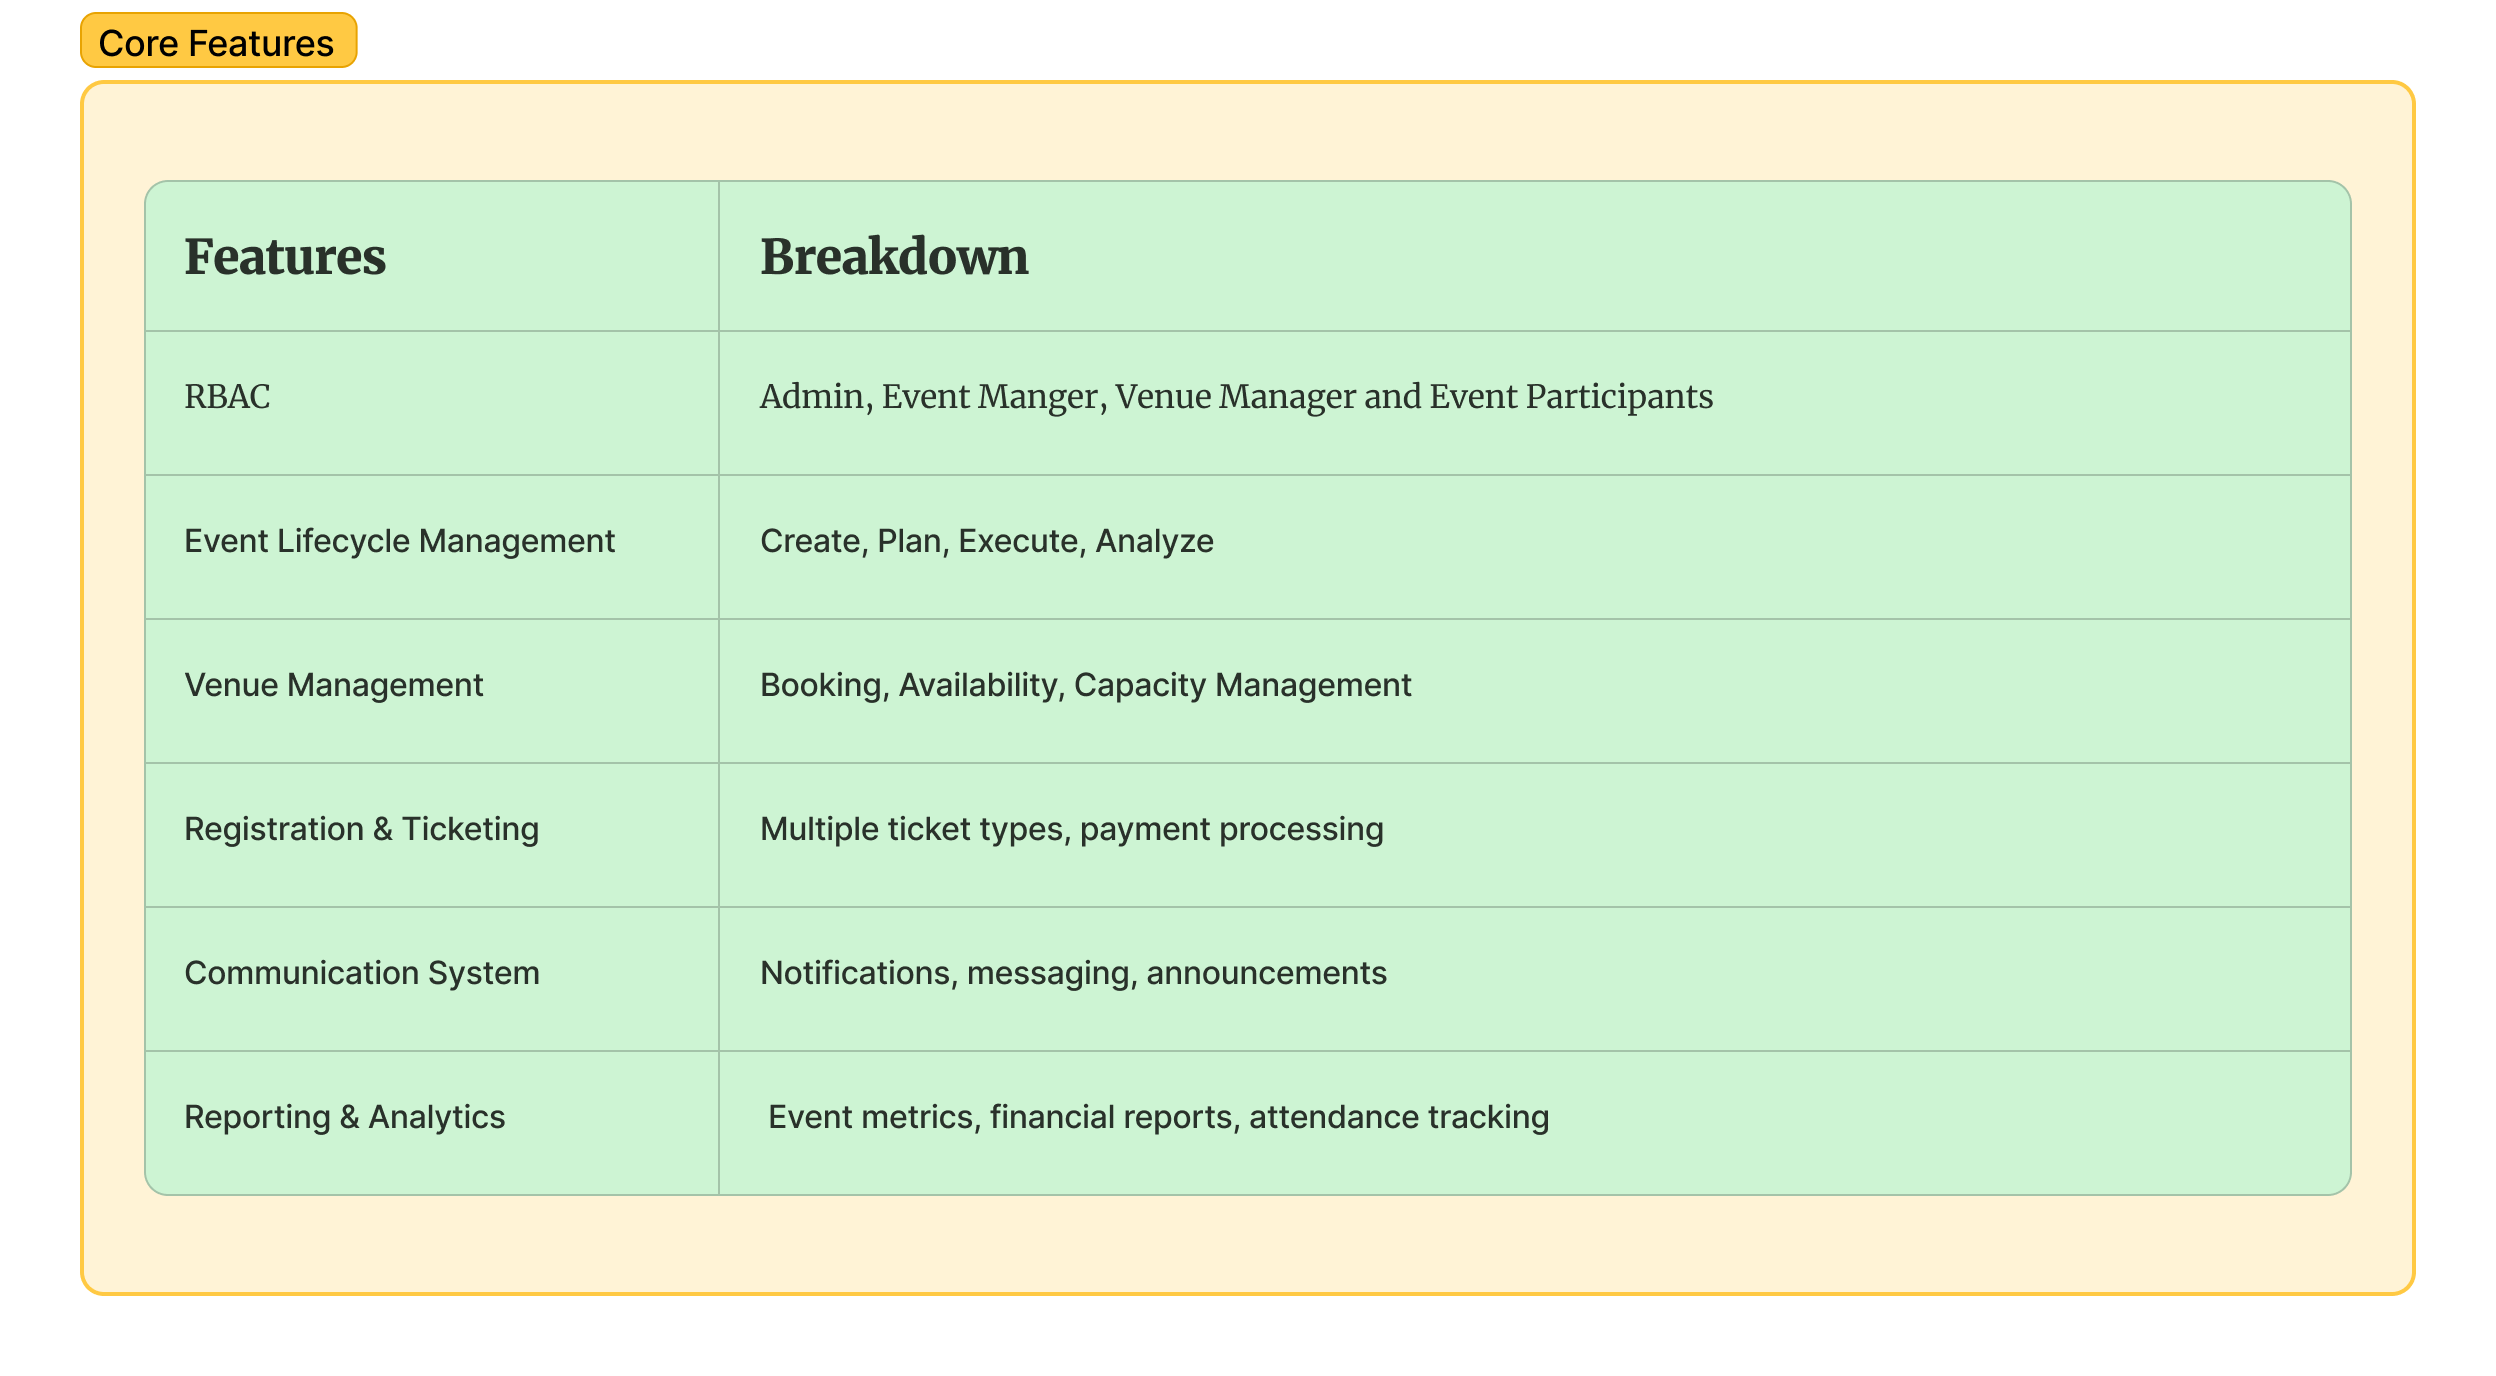 Core Features
Features
Breakdown
RBAC
Admin, Event Manger, Venue Manager and Event Participants
Event Lifecycle Management
Create, Plan, Execute, Analyze
Venue Management
Booking, Availability, Capacity Management
Registration & Ticketing
Multiple ticket types, payment processing
Communication System
Notifications, messaging, announcements
Reporting & Analytics
Event metrics, financial reports, attendance tracking